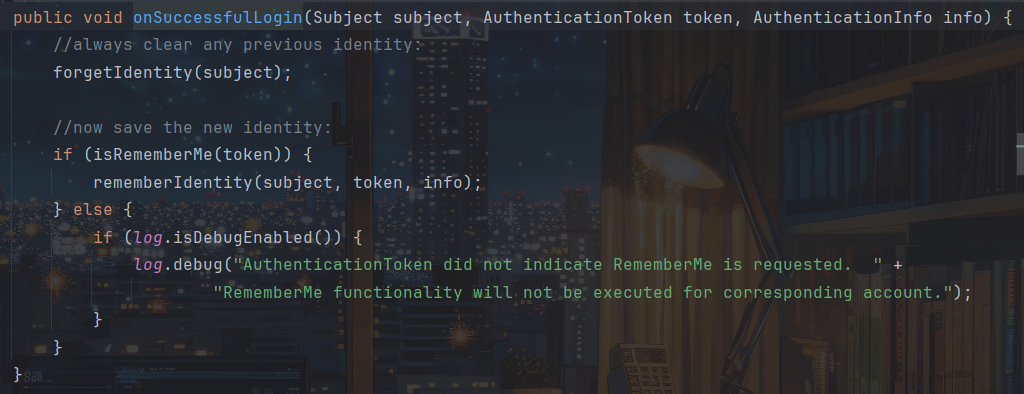 public void onSuccessfulLogin(Subject subject, AuthenticationToken token, AuthenticationInfo info) {
    //always clear any previous identity:
    forgetIdentity(subject);

    //now save the new identity:
    if (isRememberMe(token)) {
        rememberIdentity(subject, token, info);
    } else {
        if (log.isDebugEnabled()) {
            log.debug("AuthenticationToken did not indicate RememberMe is requested.  " +
                    "RememberMe functionality will not be executed for corresponding account.");
        }
    }
}